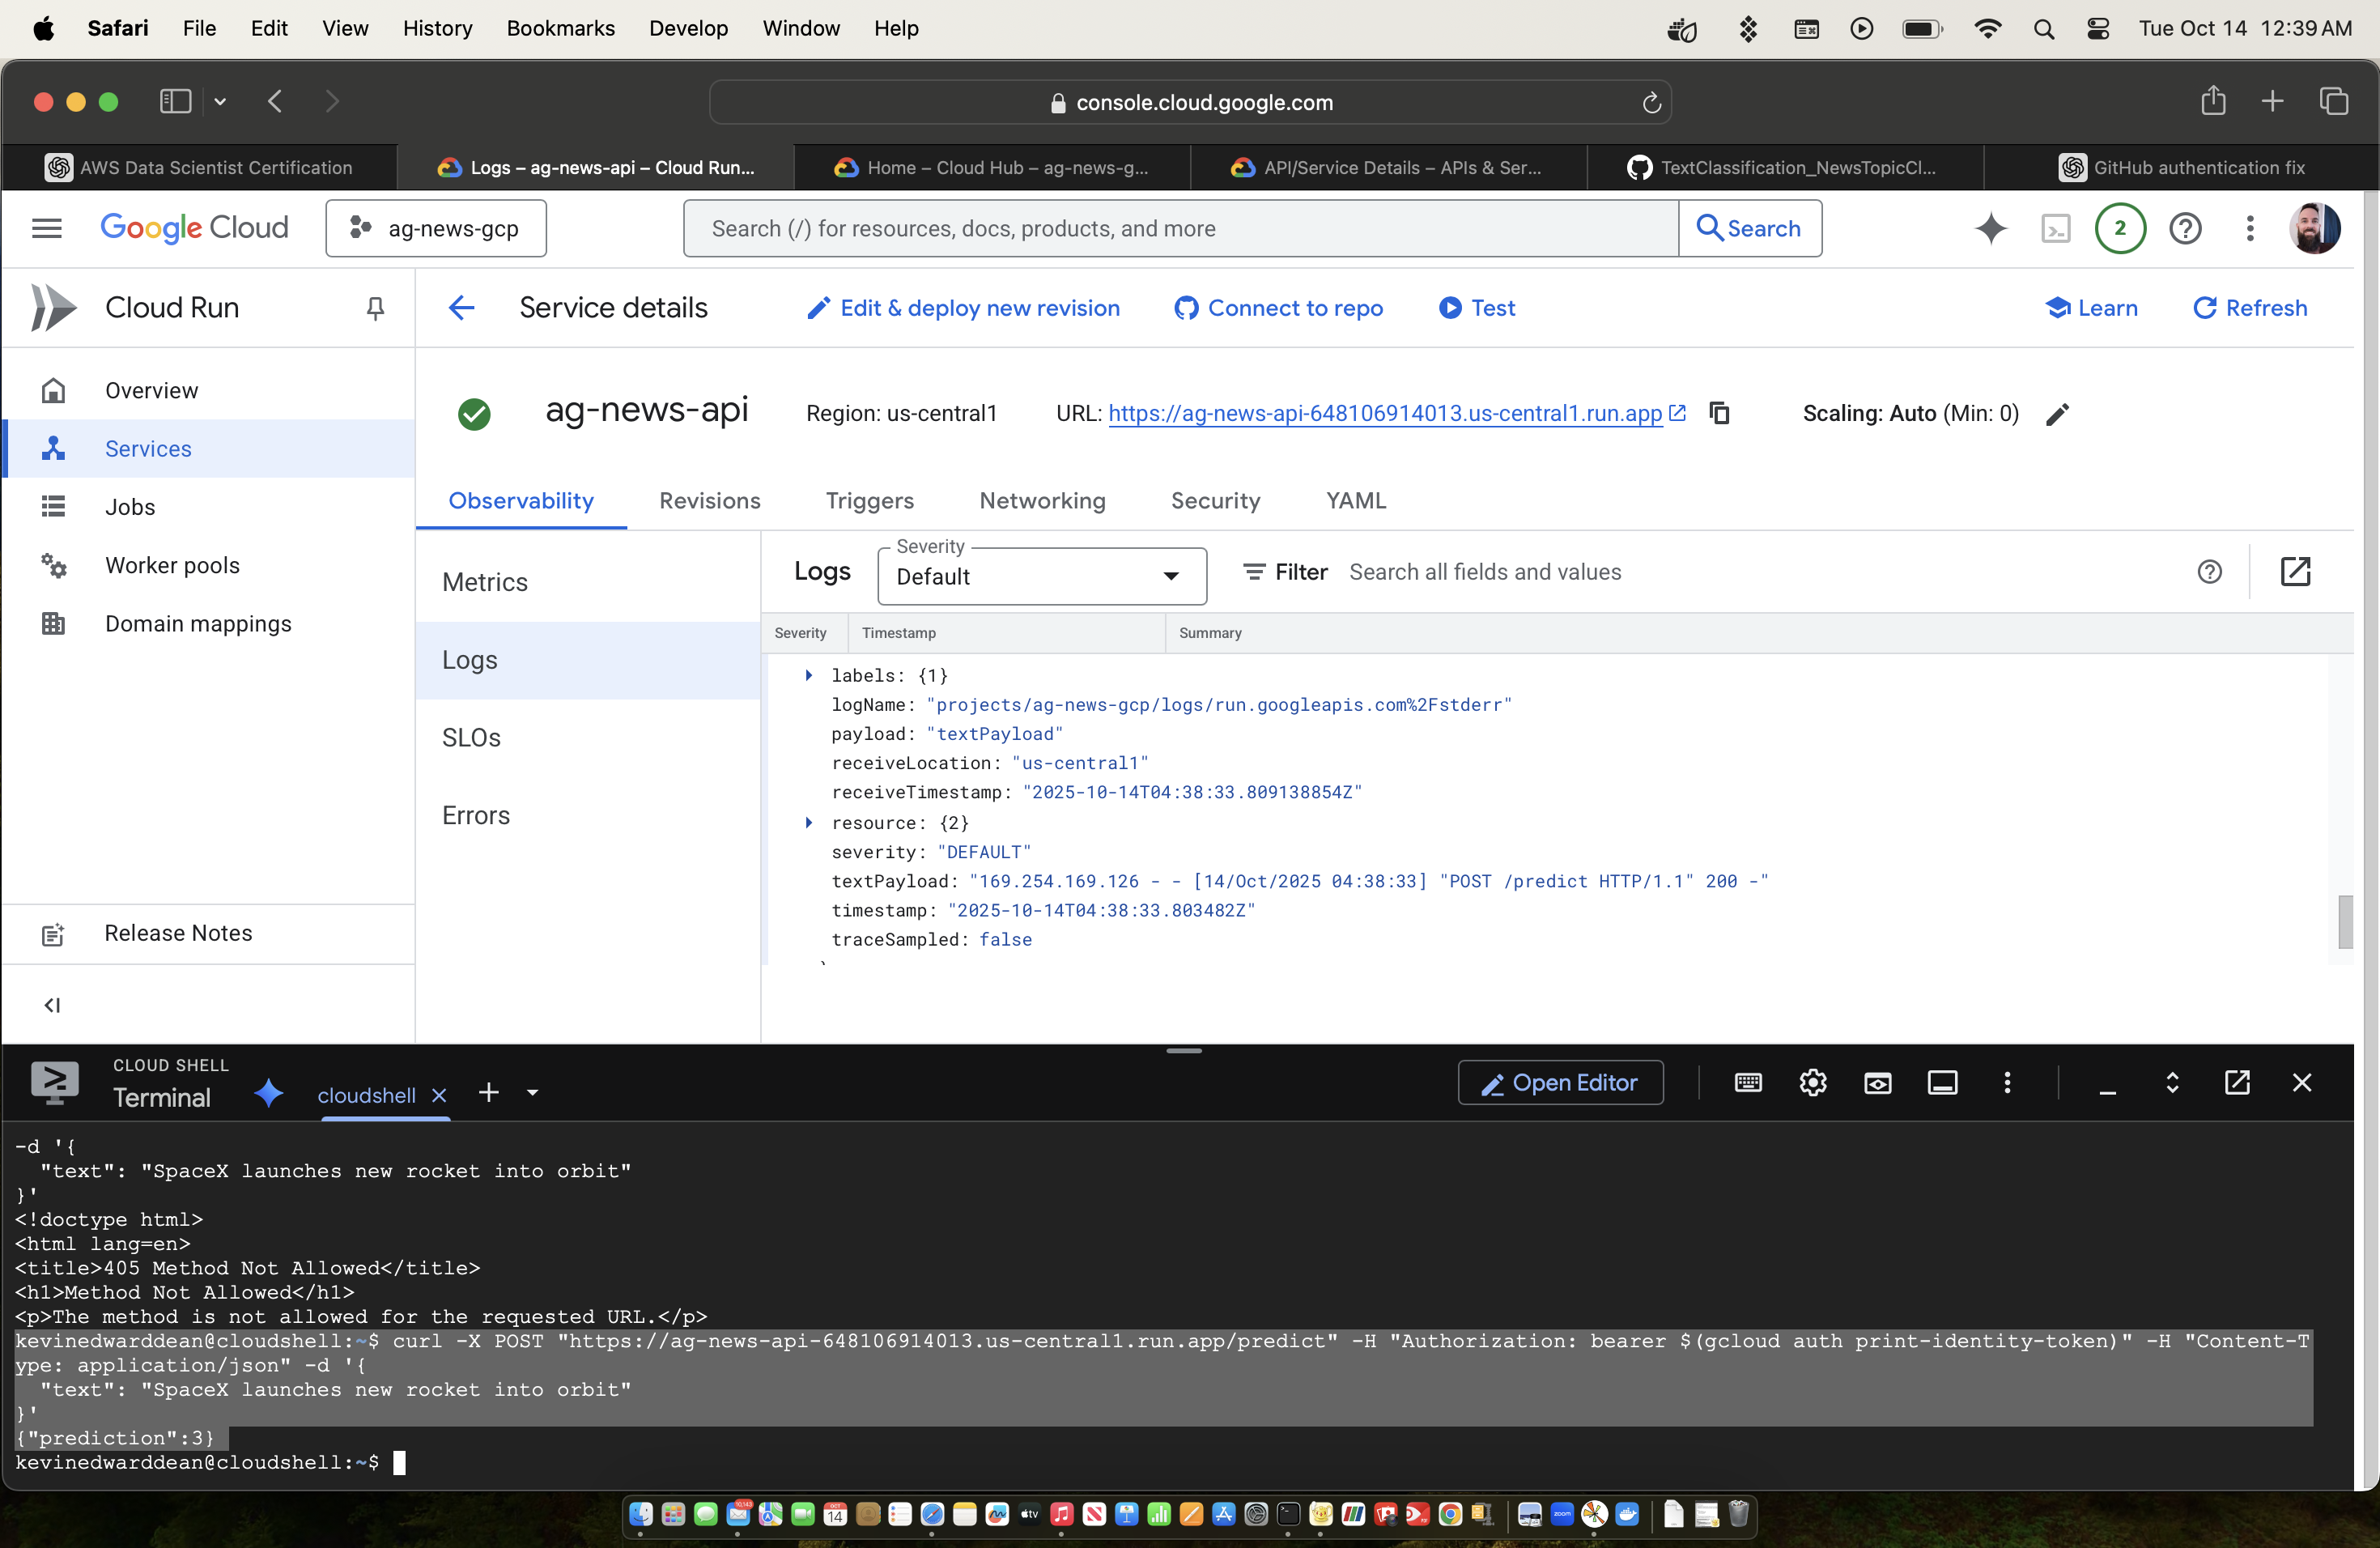 Safari File Edit View History Bookmarks Develop Window Help Tue Oct 14 12:39 AM
console.cloud.google.com
AWS Data Scientist Certification Logs – ag-news-api – Cloud Run... Home – Cloud Hub – ag-news-g... API/Service Details – APIs & Ser... TextClassification_NewsTopicCl... GitHub authentication fix
Google Cloud ag-news-gcp Search (/) for resources, docs, products, and more Search 2
Cloud Run Service details Edit & deploy new revision Connect to repo Test Learn Refresh
Overview
Services
Jobs
Worker pools
Domain mappings
Release Notes
ag-news-api Region: us-central1 URL: https://ag-news-api-648106914013.us-central1.run.app Scaling: Auto (Min: 0)
Observability Revisions Triggers Networking Security YAML
Metrics
Logs
SLOs
Errors
Logs Severity Default Filter Search all fields and values
Severity Timestamp Summary
labels: {1}
logName: "projects/ag-news-gcp/logs/run.googleapis.com%2Fstderr"
payload: "textPayload"
receiveLocation: "us-central1"
receiveTimestamp: "2025-10-14T04:38:33.809138854Z"
resource: {2}
severity: "DEFAULT"
textPayload: "169.254.169.126 - - [14/Oct/2025 04:38:33] "POST /predict HTTP/1.1" 200 -"
timestamp: "2025-10-14T04:38:33.803482Z"
traceSampled: false
CLOUD SHELL
Terminal cloudshell Open Editor
-d '{
"text": "SpaceX launches new rocket into orbit"
}'
<!doctype html>
<html lang=en>
<title>405 Method Not Allowed</title>
<h1>Method Not Allowed</h1>
<p>The method is not allowed for the requested URL.</p>
kevinedwarddean@cloudshell:~$ curl -X POST "https://ag-news-api-648106914013.us-central1.run.app/predict" -H "Authorization: bearer $(gcloud auth print-identity-token)" -H "Content-T
ype: application/json" -d '{
"text": "SpaceX launches new rocket into orbit"
}'
{"prediction":3}
kevinedwarddean@cloudshell:~$
OCT
14
tv
zoom